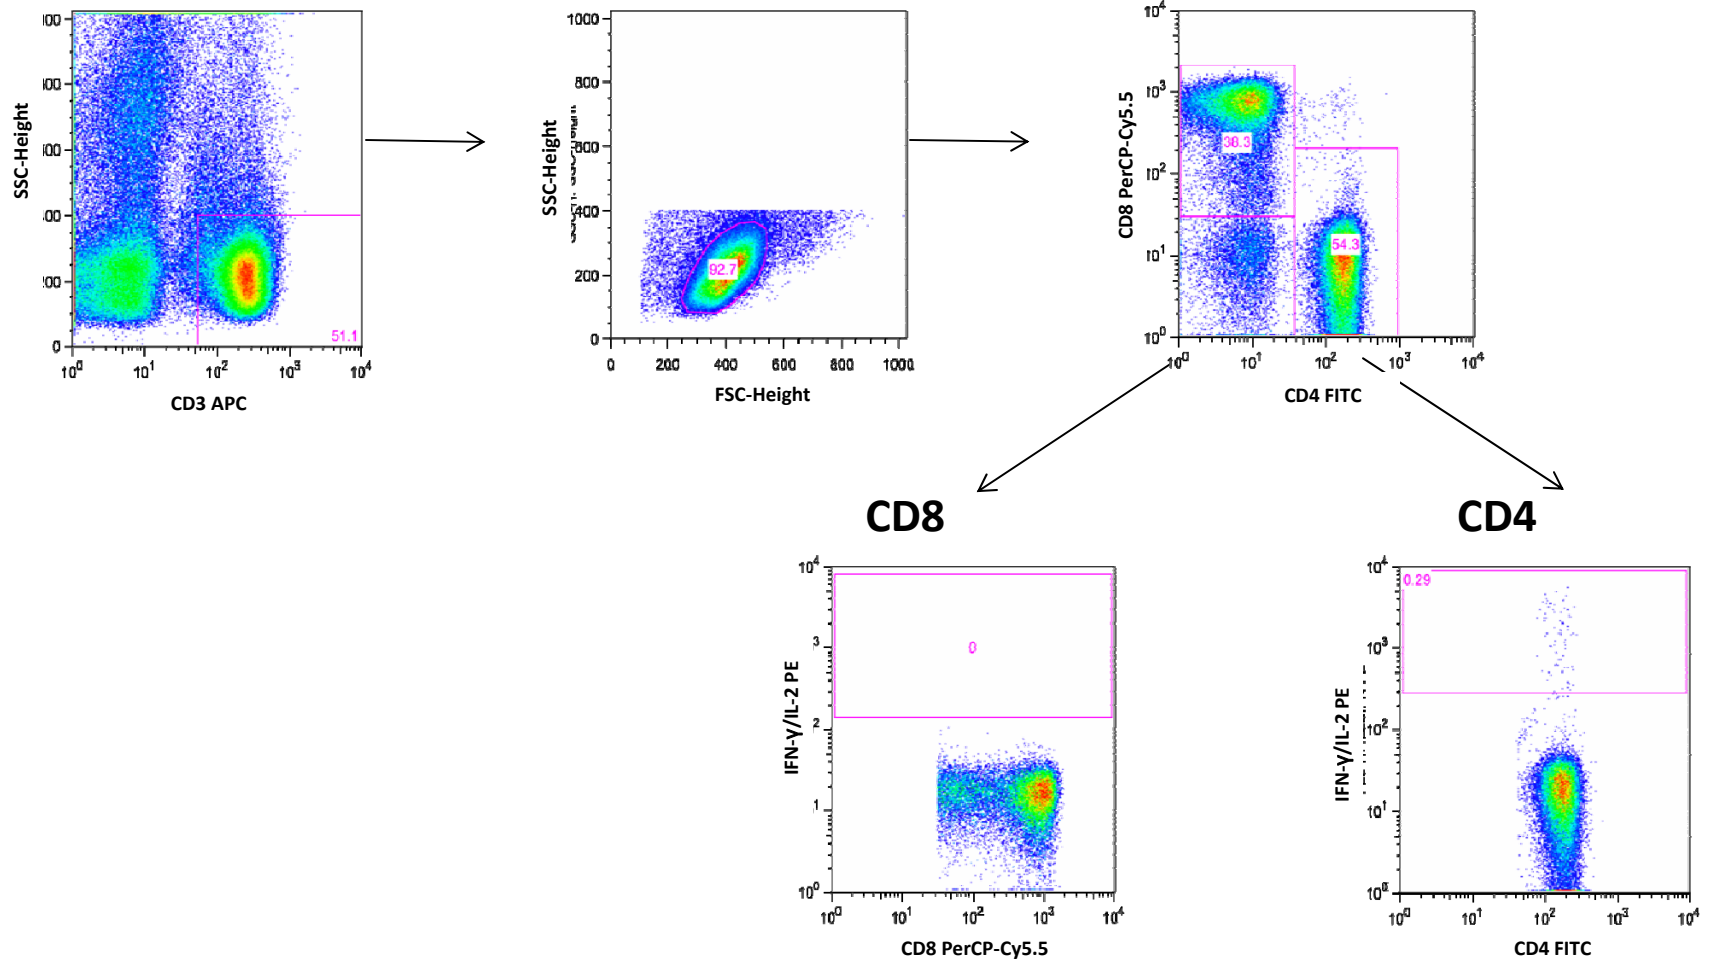 SSC-Height
51.1
10⁰ 10¹ 10² 10³ 10⁴
CD3 APC
SSC-Height
1000
800
600
400
200
0
92.7
0 200 400 600 800 1000
FSC-Height
CD8 PerCP-Cy5.5
10⁴
10³
10²
10¹
10⁰
38.3
54.3
10⁰ 10¹ 10² 10³ 10⁴
CD4 FITC
CD8
CD4
IFN-γ/IL-2 PE
10⁴
3
2
1
10⁰
0
10⁰ 10¹ 10² 10³ 10⁴
CD8 PerCP-Cy5.5
IFN-γ/IL-2 PE
10⁴
10³
10²
10¹
10⁰
0.29
10⁰ 10¹ 10² 10³ 10⁴
CD4 FITC